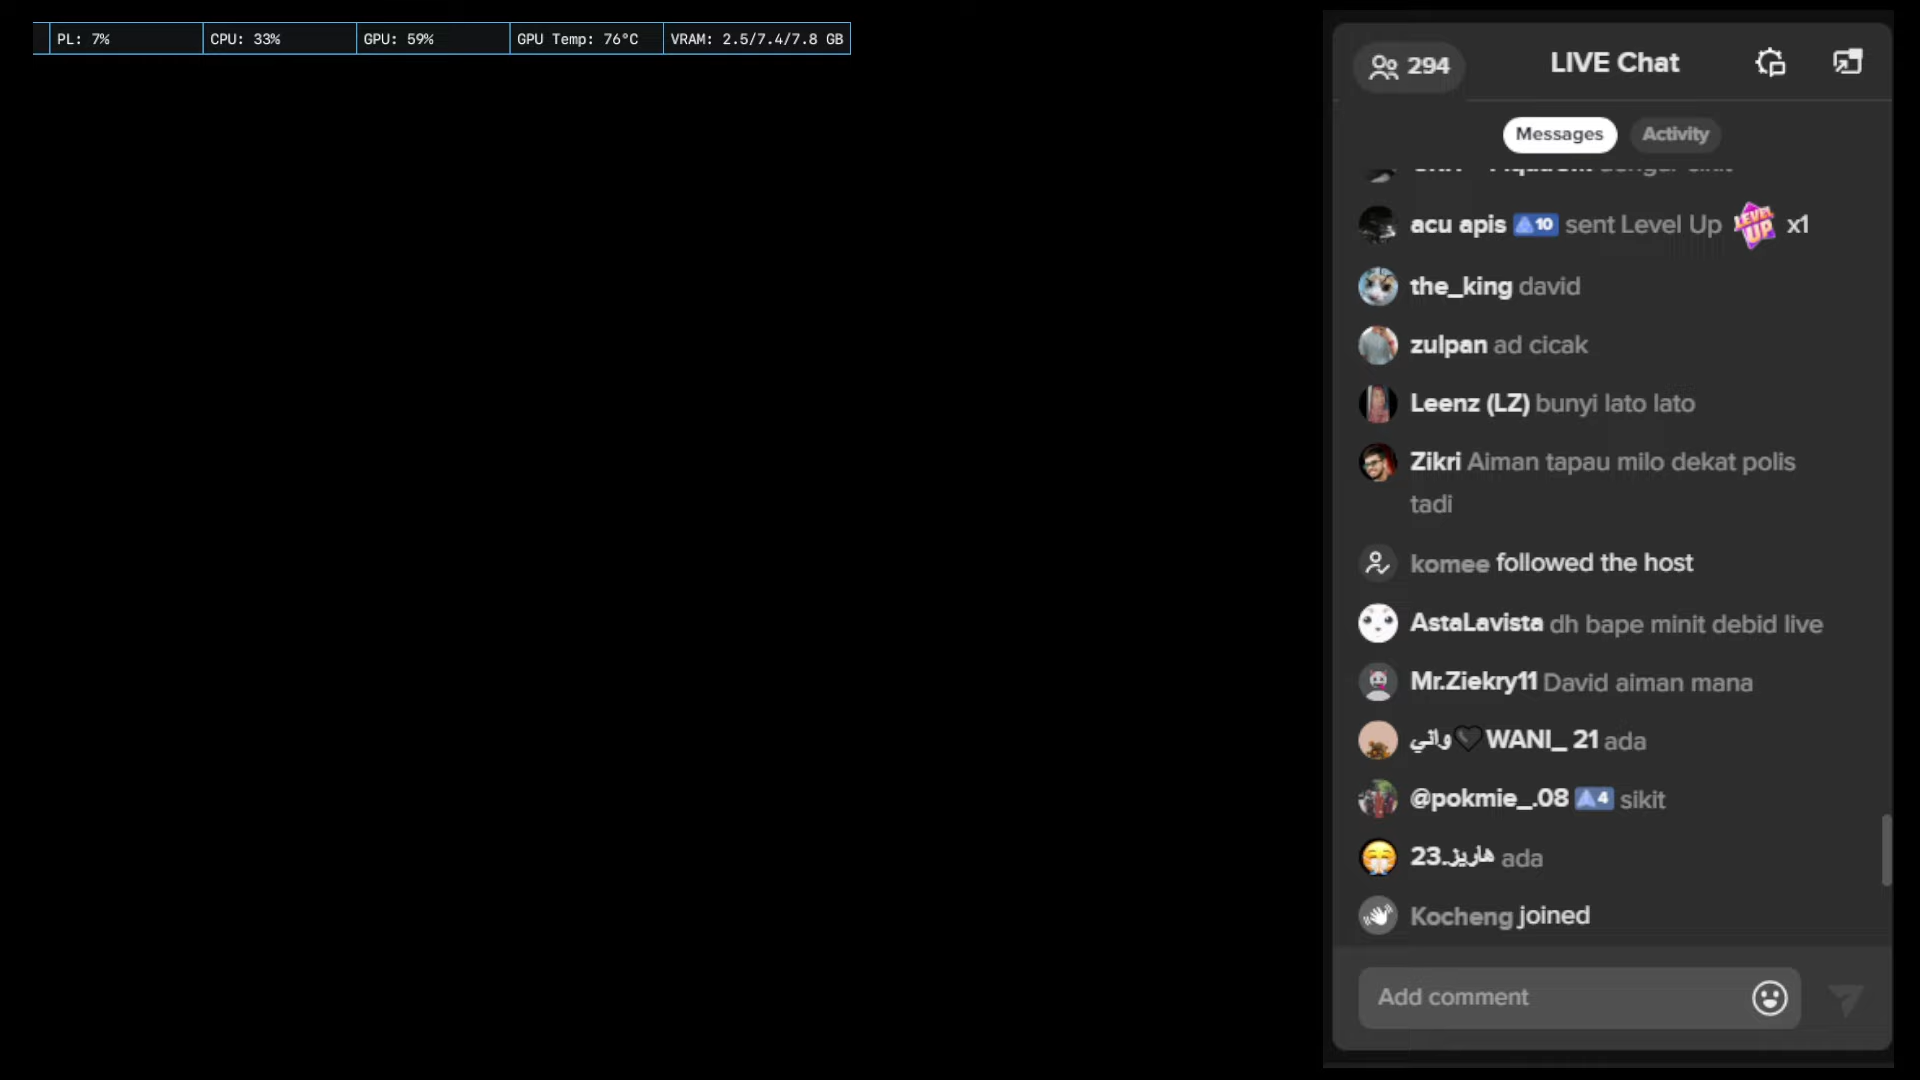 PL: 7% CPU: 33% GPU: 59% GPU Temp: 76°C VRAM: 2.5/7.4/7.8 GB
294 LIVE Chat
Messages Activity
acu apis 10 sent Level Up LEVEL UP x1
the_king david
zulpan ad cicak
Leenz (LZ) bunyi lato lato
Zikri Aiman tapau milo dekat polis
tadi
komee followed the host
AstaLavista dh bape minit debid live
Mr.Ziekry11 David aiman mana
واني🖤WANI_ 21 ada
@pokmie_.08 4 sikit
هاريز.23 ada
Kocheng joined
Add comment